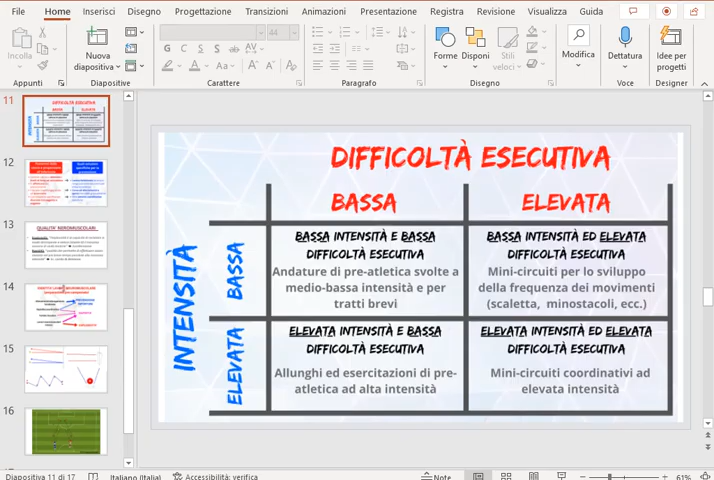 File Home Inserisci Disegno Progettazione Transizioni Animazioni Presentazione Registra Revisione Visualizza Guida
Incolla
Nuova
diapositiva
44
G C S S ab
Forme
Disponi
Stili
veloci
Modifica
Dettatura
Idee per
progetti
Appunti
Diapositive
Carattere
Paragrafo
Disegno
Voce
Designer
11
12
13
QUALITA' NEUROMUSCOLARI
14
15
16
DIFFICOLTÀ ESECUTIVA
BASSA
ELEVATA
INTENSITÀ
BASSA
BASSA INTENSITÀ E BASSA
DIFFICOLTÀ ESECUTIVA
Andature di pre-atletica svolte a
medio-bassa intensità e per
tratti brevi
BASSA INTENSITÀ ED ELEVATA
DIFFICOLTÀ ESECUTIVA
Mini-circuiti per lo sviluppo
della frequenza dei movimenti
(scaletta, minostacoli, ecc.)
ELEVATA
ELEVATA INTENSITÀ E BASSA
DIFFICOLTÀ ESECUTIVA
Allunghi ed esercitazioni di pre-
atletica ad alta intensità
ELEVATA INTENSITÀ ED ELEVATA
DIFFICOLTÀ ESECUTIVA
Mini-circuiti coordinativi ad
elevata intensità
Diapositiva 11 di 17
Italiano (Italia)
Accessibilità: verifica
Note
61%